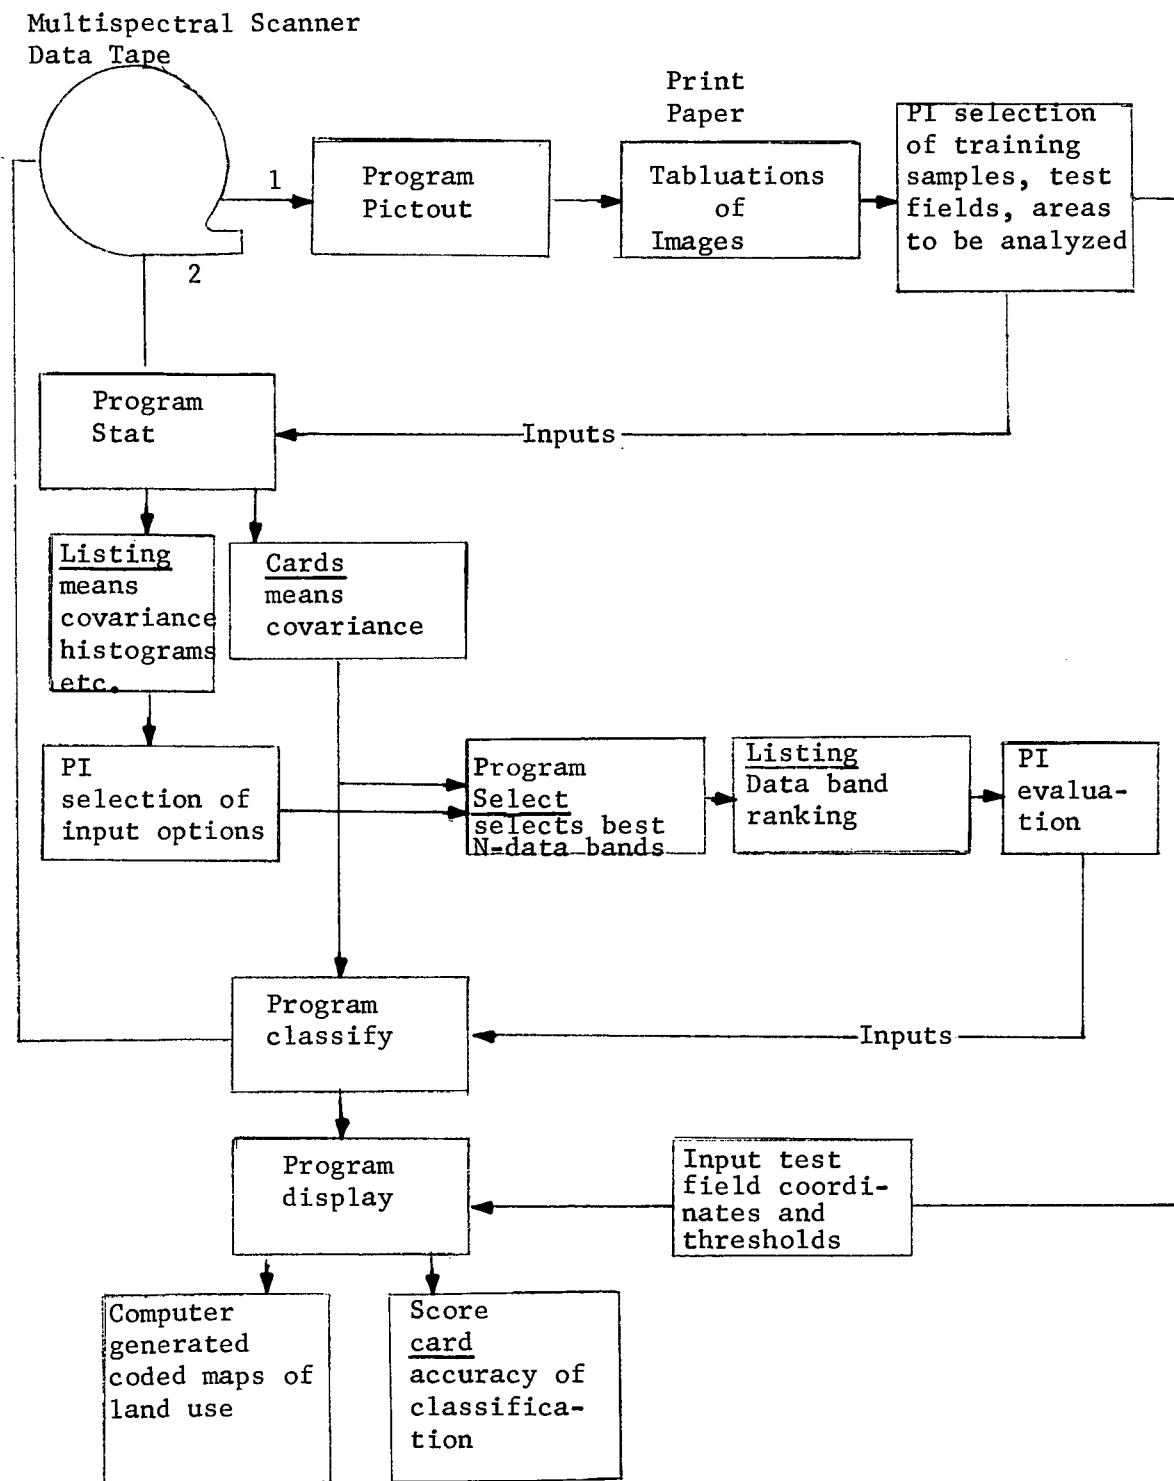 Multispectral Scanner
Data Tape
1
2
Program
Pictout
Print
Paper
Tabluations
of
Images
PI selection
of training
samples, test
fields, areas
to be analyzed
Program
Stat
Inputs
Listing
means
covariance
histograms
etc.
Cards
means
covariance
PI
selection of
input options
Program
Select
selects best
N-data bands
Listing
Data band
ranking
PI
evalua-
tion
Program
classify
Inputs
Program
display
Input test
field coordi-
nates and
thresholds
Computer
generated
coded maps of
land use
Score
card
accuracy of
classifica-
tion